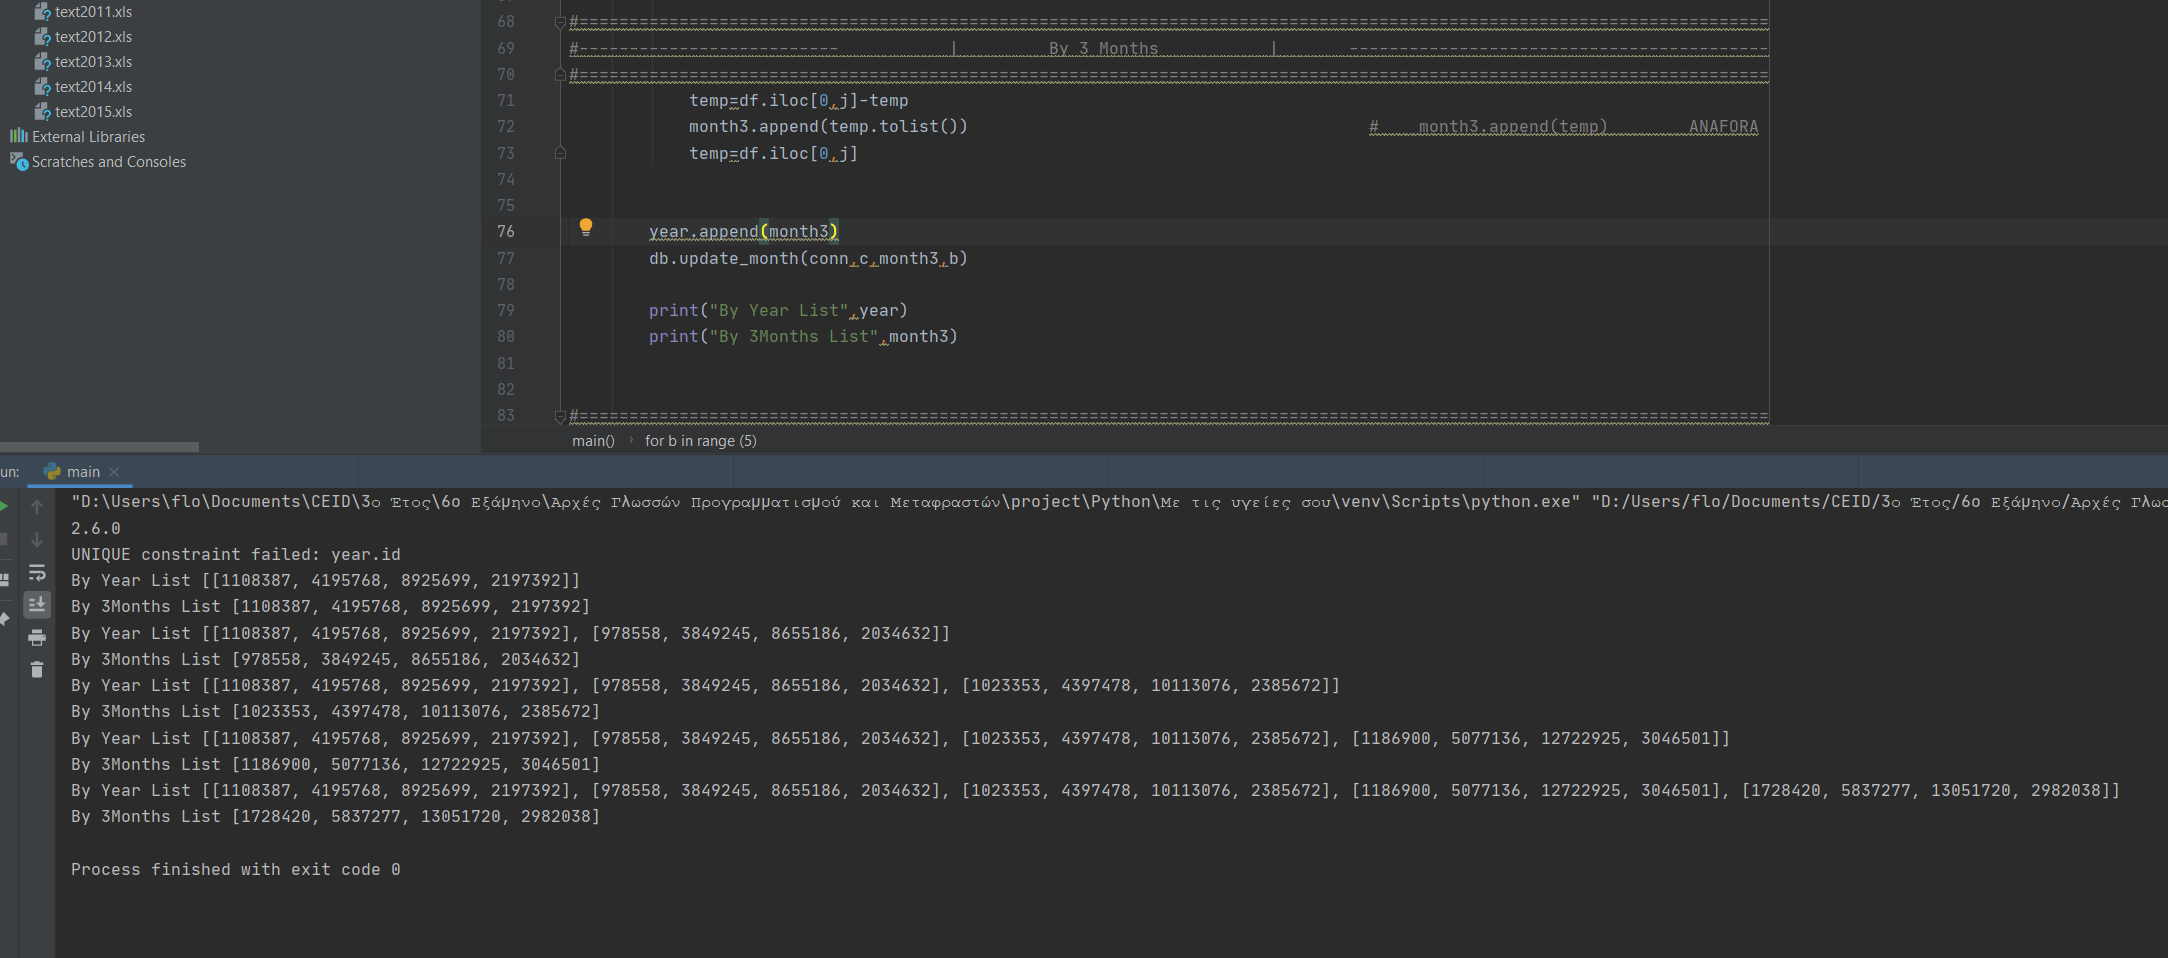 text2011.xls
text2012.xls
text2013.xls
text2014.xls
text2015.xls
External Libraries
Scratches and Consoles
68 #=======================================================================================================================
69 #-------------------------- | By 3 Months | ------------------------------------------
70 #=======================================================================================================================
71 temp=df.iloc[0,j]-temp
72 month3.append(temp.tolist()) # month3.append(temp) ANAFORA
73 temp=df.iloc[0,j]
74
75
76 year.append(month3)
77 db.update_month(conn,c,month3,b)
78
79 print("By Year List",year)
80 print("By 3Months List",month3)
81
82
83 #=======================================================================================================================
main() › for b in range (5)
un: main
"D:\Users\flo\Documents\CEID\3ο Έτος\6ο Εξάμηνο\Αρχές Γλωσσών Προγραμματισμού και Μεταφραστών\project\Python\Με τις υγείες σου\venv\Scripts\python.exe" "D:/Users/flo/Documents/CEID/3ο Έτος/6ο Εξάμηνο/Αρχές Γλωσ
2.6.0
UNIQUE constraint failed: year.id
By Year List [[1108387, 4195768, 8925699, 2197392]]
By 3Months List [1108387, 4195768, 8925699, 2197392]
By Year List [[1108387, 4195768, 8925699, 2197392], [978558, 3849245, 8655186, 2034632]]
By 3Months List [978558, 3849245, 8655186, 2034632]
By Year List [[1108387, 4195768, 8925699, 2197392], [978558, 3849245, 8655186, 2034632], [1023353, 4397478, 10113076, 2385672]]
By 3Months List [1023353, 4397478, 10113076, 2385672]
By Year List [[1108387, 4195768, 8925699, 2197392], [978558, 3849245, 8655186, 2034632], [1023353, 4397478, 10113076, 2385672], [1186900, 5077136, 12722925, 3046501]]
By 3Months List [1186900, 5077136, 12722925, 3046501]
By Year List [[1108387, 4195768, 8925699, 2197392], [978558, 3849245, 8655186, 2034632], [1023353, 4397478, 10113076, 2385672], [1186900, 5077136, 12722925, 3046501], [1728420, 5837277, 13051720, 2982038]]
By 3Months List [1728420, 5837277, 13051720, 2982038]
Process finished with exit code 0